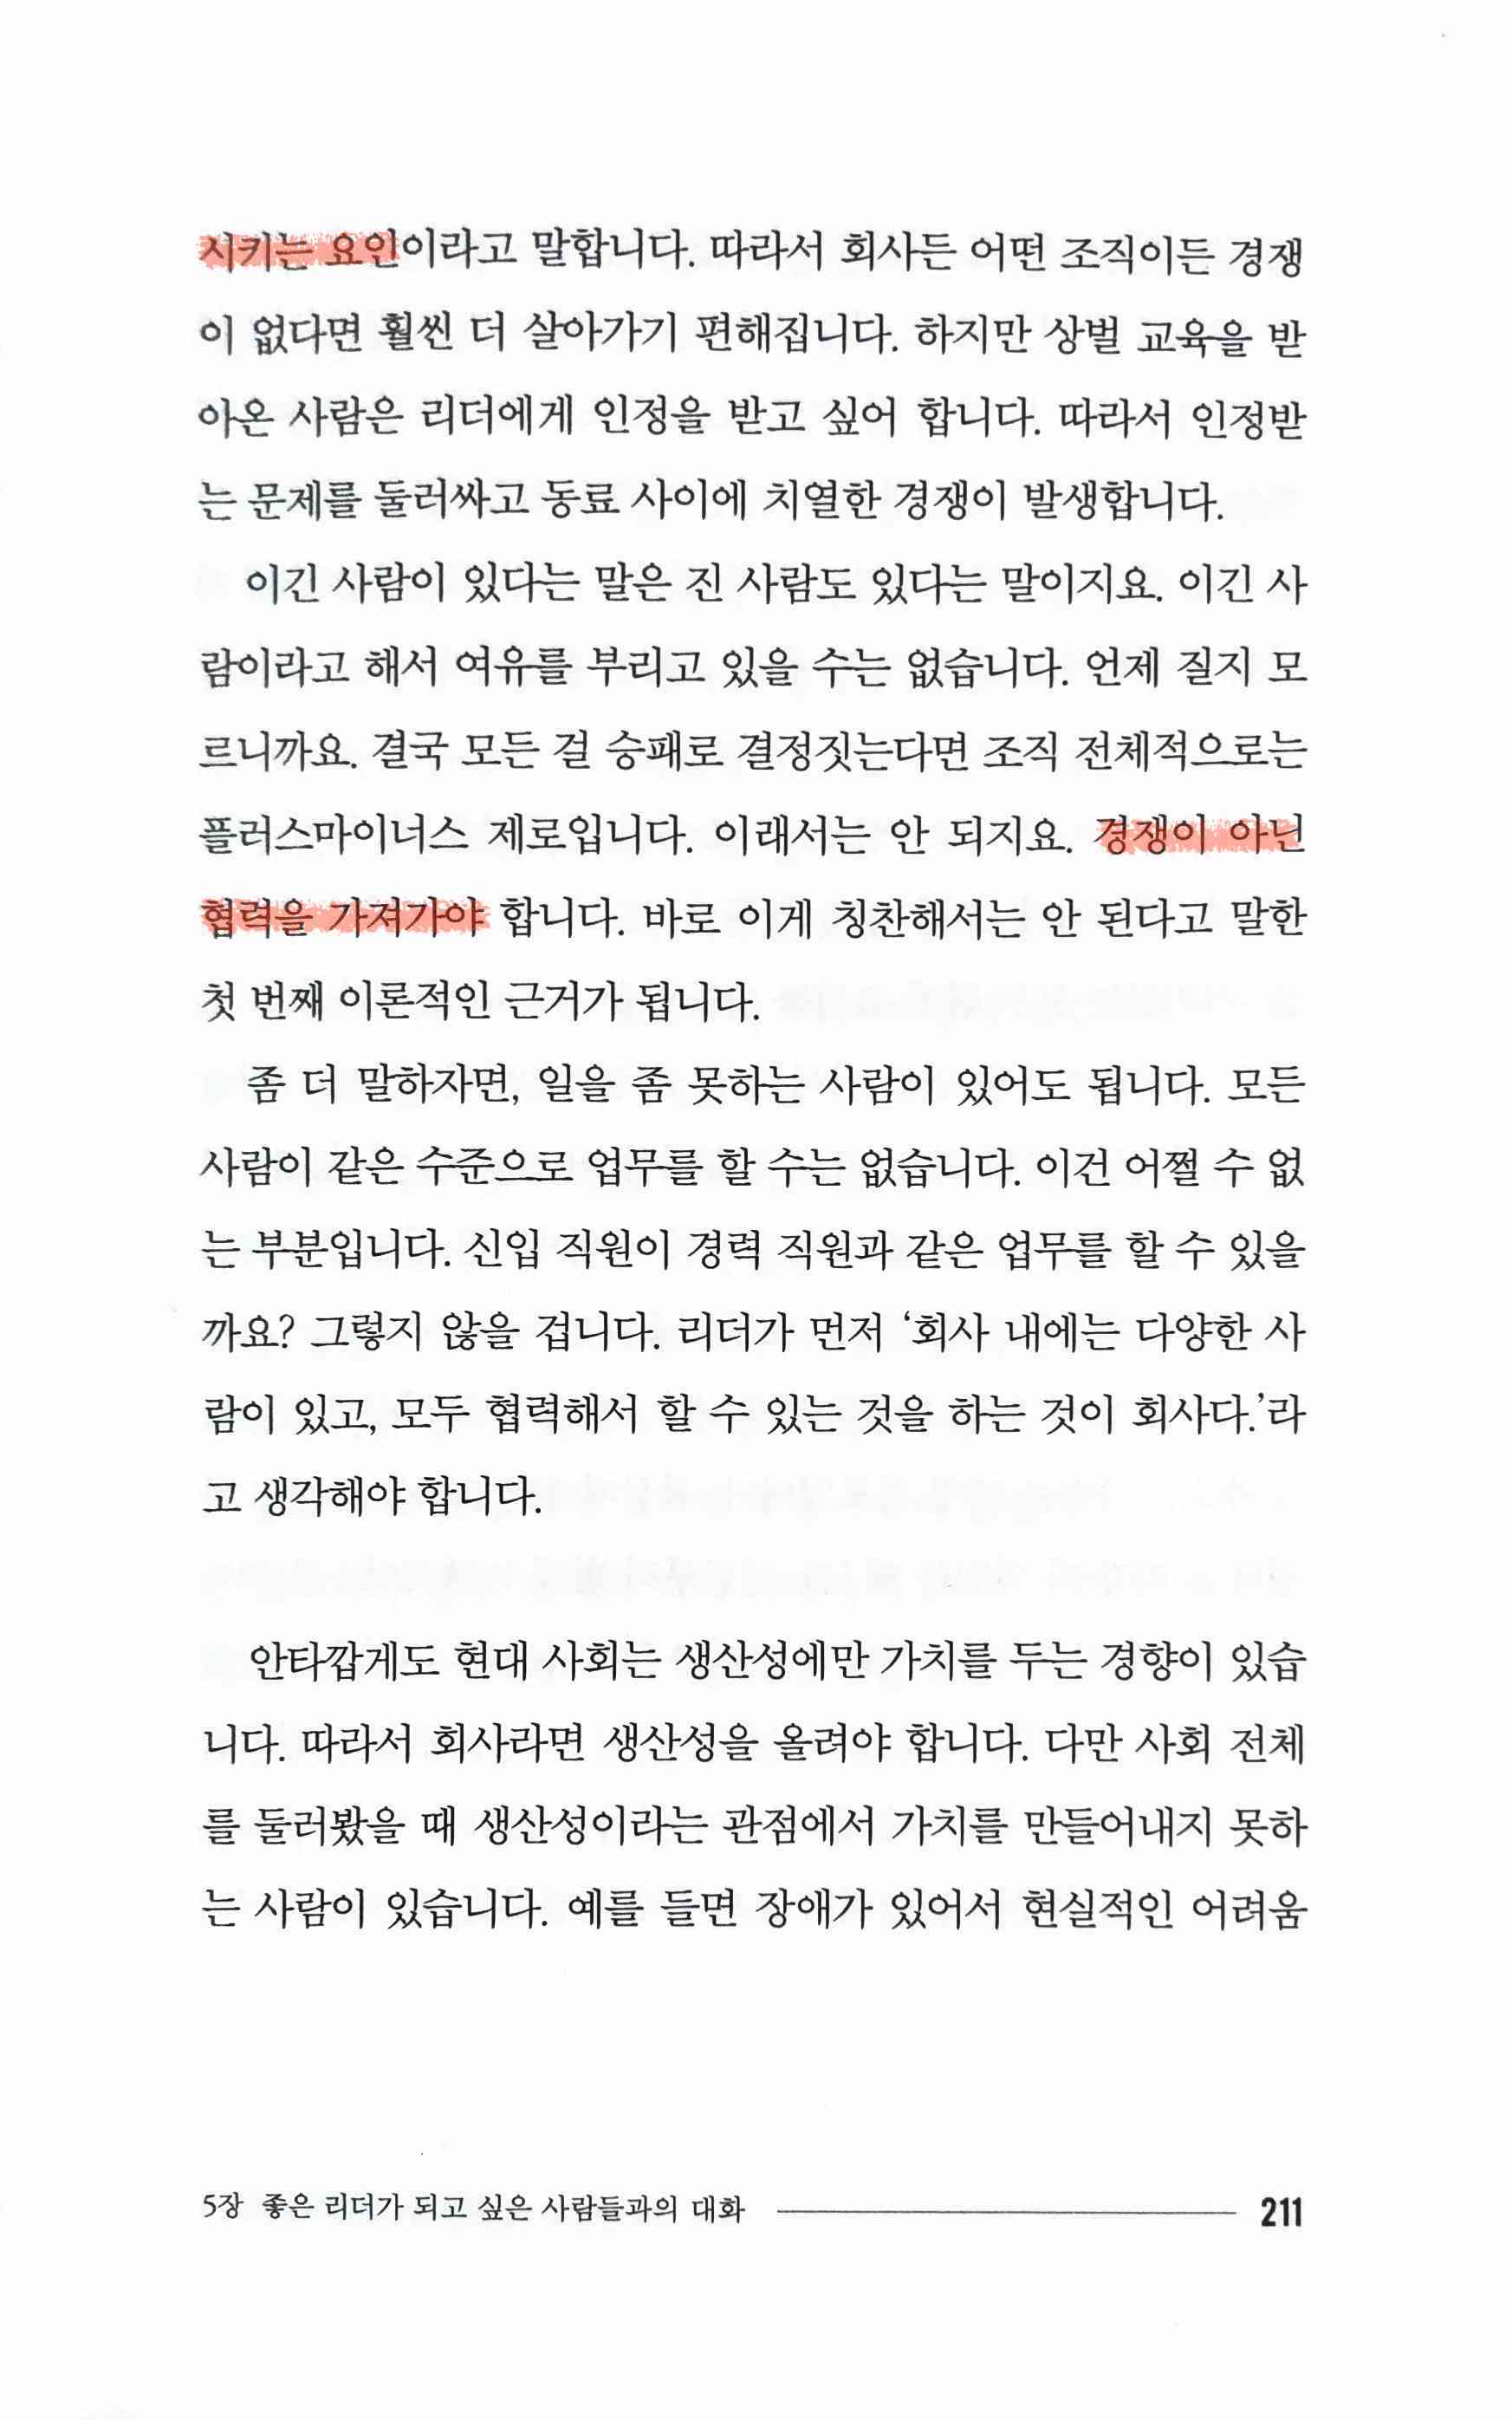 시키는 요인이라고 말합니다. 따라서 회사든 어떤 조직이든 경쟁
이 없다면 훨씬 더 살아가기 편해집니다. 하지만 상벌 교육을 받
아온 사람은 리더에게 인정을 받고 싶어 합니다. 따라서 인정받
는 문제를 둘러싸고 동료 사이에 치열한 경쟁이 발생합니다.
이긴 사람이 있다는 말은 진 사람도 있다는 말이지요. 이긴 사
람이라고 해서 여유를 부리고 있을 수는 없습니다. 언제 질지 모
르니까요. 결국 모든 걸 승패로 결정짓는다면 조직 전체적으로는
플러스마이너스 제로입니다. 이래서는 안 되지요. 경쟁이 아닌
협력을 가져가야 합니다. 바로 이게 칭찬해서는 안 된다고 말한
첫 번째 이론적인 근거가 됩니다.
좀 더 말하자면, 일을 좀 못하는 사람이 있어도 됩니다. 모든
사람이 같은 수준으로 업무를 할 수는 없습니다. 이건 어쩔 수 없
는 부분입니다. 신입 직원이 경력 직원과 같은 업무를 할 수 있을
까요? 그렇지 않을 겁니다. 리더가 먼저 ‘회사 내에는 다양한 사
람이 있고, 모두 협력해서 할 수 있는 것을 하는 것이 회사다.’라
고 생각해야 합니다.
안타깝게도 현대 사회는 생산성에만 가치를 두는 경향이 있습
니다. 따라서 회사라면 생산성을 올려야 합니다. 다만 사회 전체
를 둘러봤을 때 생산성이라는 관점에서 가치를 만들어내지 못하
는 사람이 있습니다. 예를 들면 장애가 있어서 현실적인 어려움
5장 좋은 리더가 되고 싶은 사람들과의 대화 211